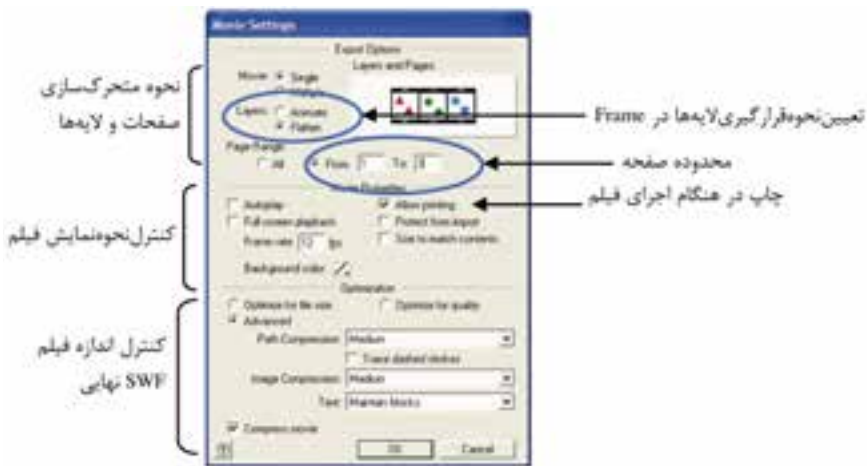 Movie Settings
Export Options
Layers and Pages
Movie: Single
Multiple
Layers: Animate
Flatten
Page Range:
All From: 1 To: 3
Movie Properties
Autoplay
Allow printing
Full-screen playback
Protect from import
Frame rate: 12 fps
Size to match contents
Background color:
Optimization
Optimize for file size
Optimize for quality
Advanced
Path Compression: Medium
Trace dashed strokes
Image Compression: Medium
Text: Maintain blocks
Compress movie
OK Cancel
نحوه متحرک‌سازی
صفحات و لایه‌ها
کنترل نحوه نمایش فیلم
کنترل اندازه فیلم
SWF نهایی
تعیین نحوه قرارگیری لایه‌ها در Frame
محدوده صفحه
چاپ در هنگام اجرای فیلم